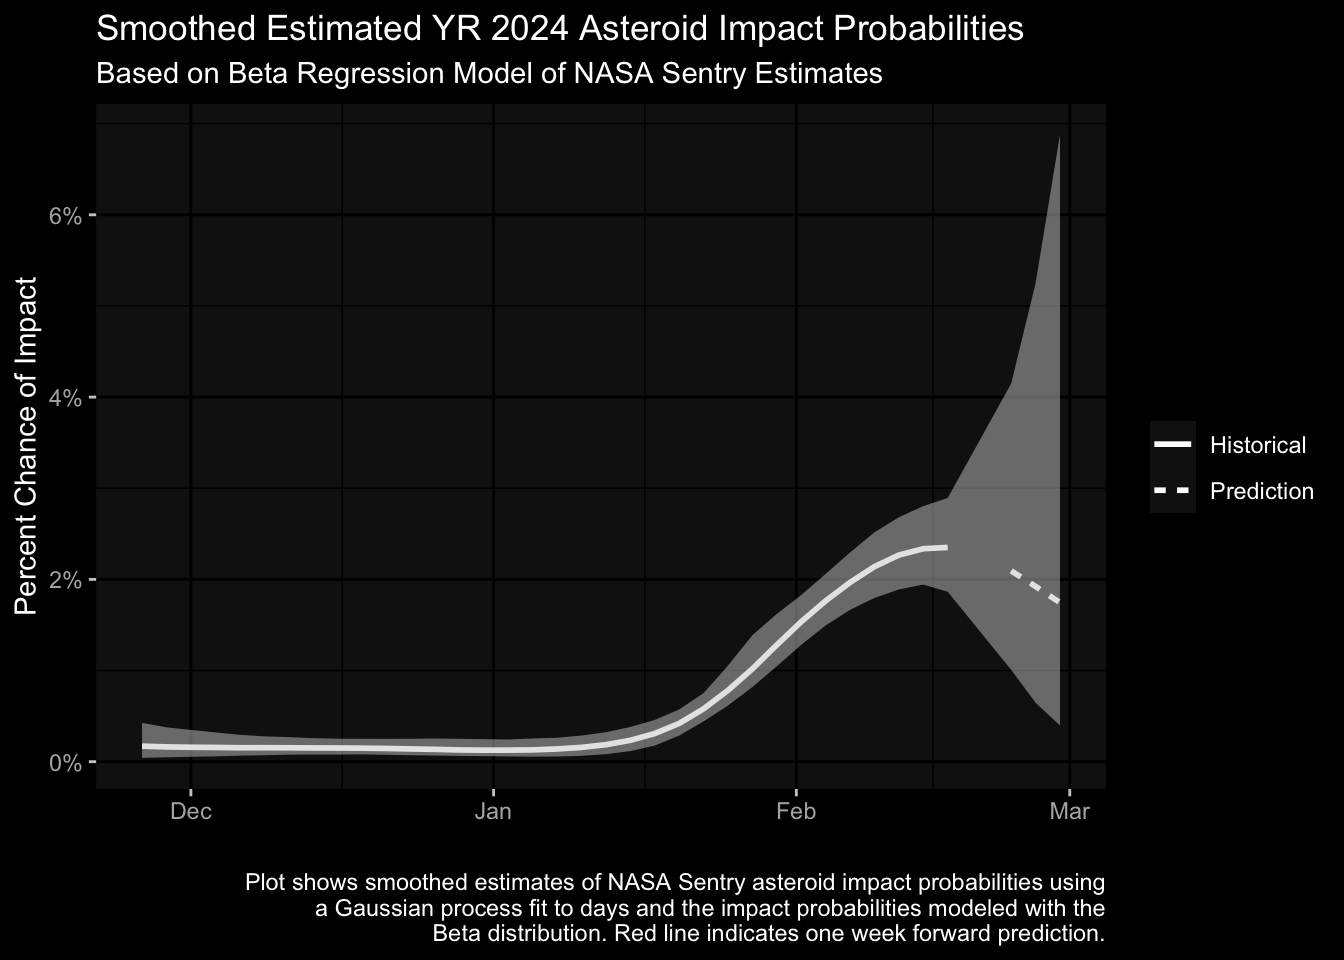 Smoothed Estimated YR 2024 Asteroid Impact Probabilities
Based on Beta Regression Model of NASA Sentry Estimates
Percent Chance of Impact
6%
4%
2%
0%
Dec
Jan
Feb
Mar
Historical
Prediction
Plot shows smoothed estimates of NASA Sentry asteroid impact probabilities using
a Gaussian process fit to days and the impact probabilities modeled with the
Beta distribution. Red line indicates one week forward prediction.